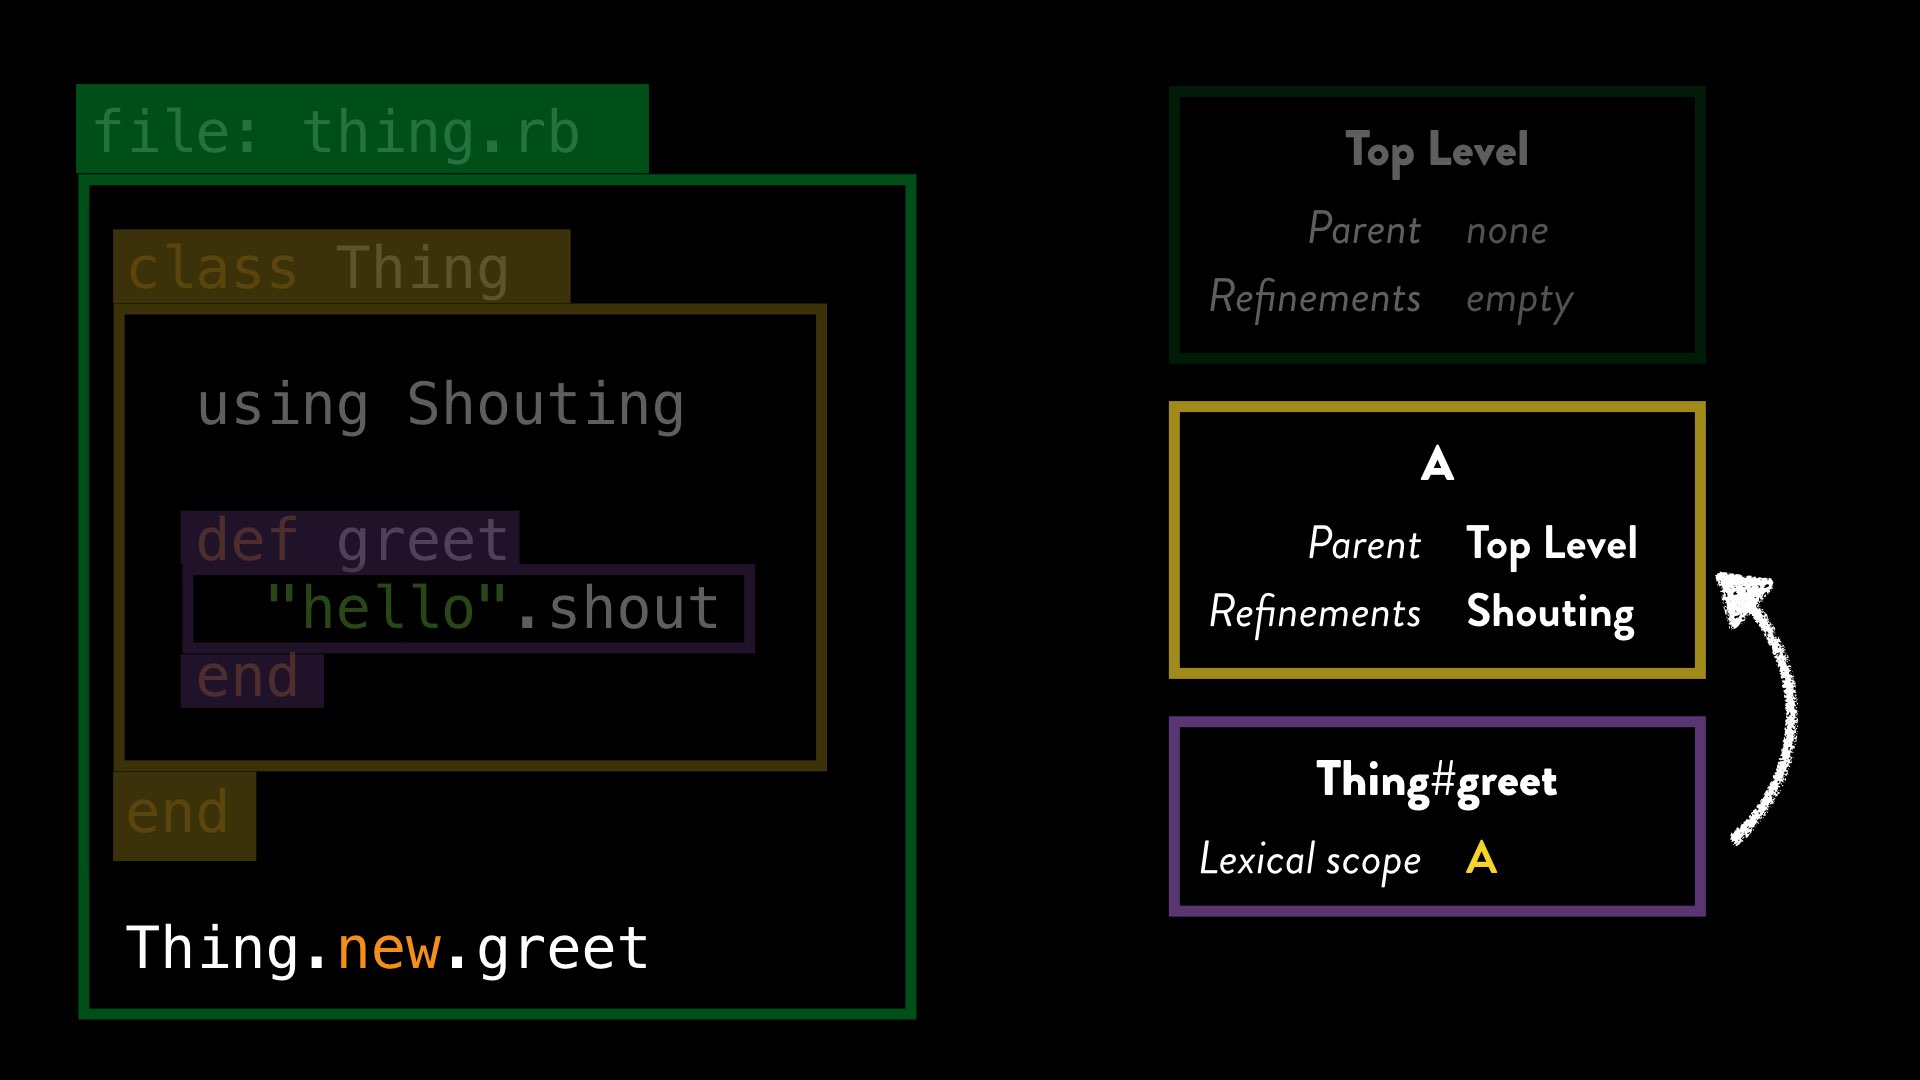 file: thing.rb
class Thing
using Shouting
def greet
"hello".shout
end
end
Thing.new.greet
Top Level
Parent none
Refinements empty
A
Parent Top Level
Refinements Shouting
Thing#greet
Lexical scope A